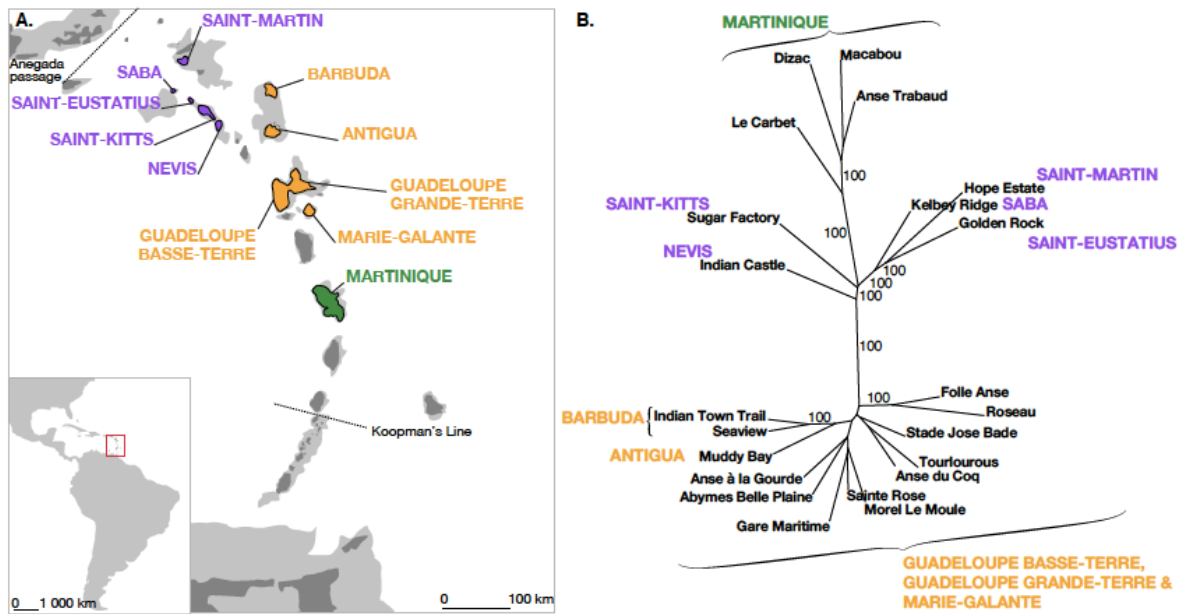 A.
SAINT-MARTIN
Anegada
passage
SABA
BARBUDA
SAINT-EUSTATIUS
SAINT-KITTS
ANTIGUA
NEVIS
GUADELOUPE
GRANDE-TERRE
GUADELOUPE
BASSE-TERRE
MARIE-GALANTE
MARTINIQUE
Koopman's Line
0 1 000 km
0 100 km
B.
MARTINIQUE
Dizac
Macabou
Anse Trabaud
Le Carbet
100
SAINT-MARTIN
Hope Estate
SAINT-KITTS
Kelbey Ridge SABA
Sugar Factory
Golden Rock
100
SAINT-EUSTATIUS
NEVIS
Indian Castle
100
100
100
100
Folle Anse
100
Roseau
BARBUDA
Indian Town Trail
100
Seaview
Stade Jose Bade
ANTIGUA
Muddy Bay
Tourlourous
Anse à la Gourde
Anse du Coq
Abymes Belle Plaine
Sainte Rose
Morel Le Moule
Gare Maritime
GUADELOUPE BASSE-TERRE,
GUADELOUPE GRANDE-TERRE &
MARIE-GALANTE